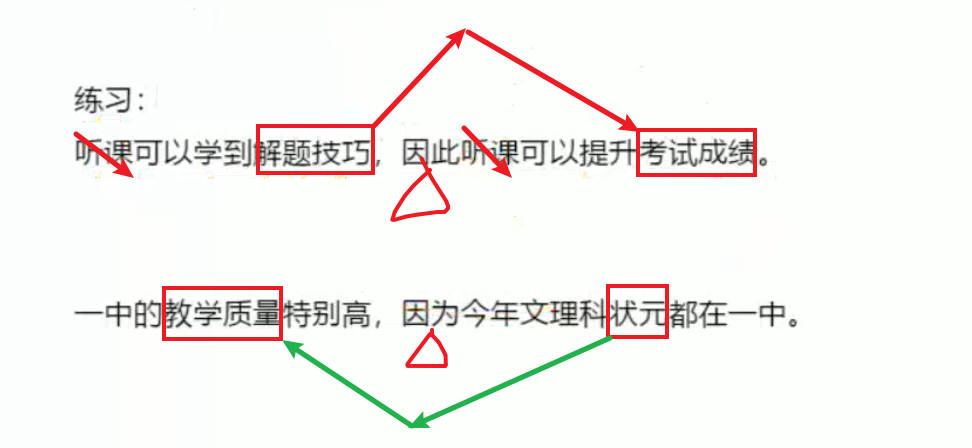 练习：
听课可以学到解题技巧，因此听课可以提升考试成绩。
一中的教学质量特别高，因为今年文理科状元都在一中。